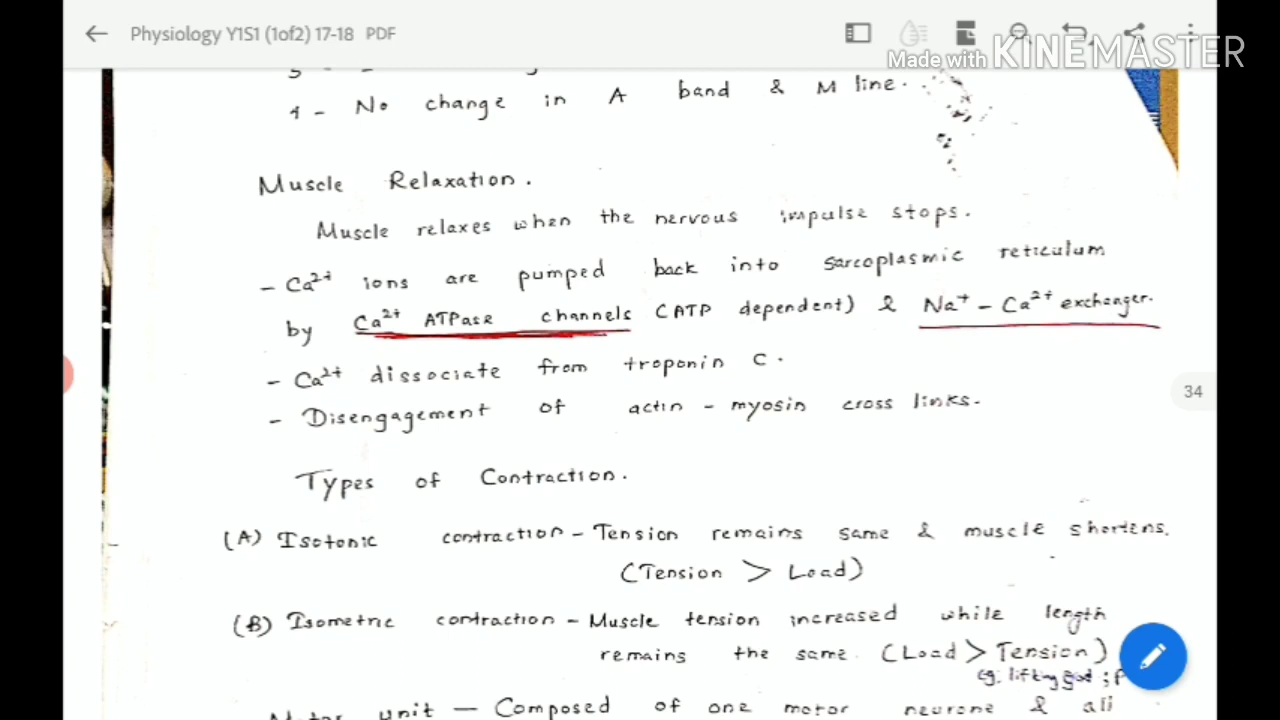 Physiology Y1S1 (1of2) 17-18 PDF
Made with KINEMASTER
4 - No change in A band & M line.
Muscle Relaxation.
Muscle relaxes when the nervous impulse stops.
- Ca²⁺ ions are pumped back into sarcoplasmic reticulum
by Ca²⁺ ATPase channels (ATP dependent) & Na⁺ - Ca²⁺ exchanger.
- Ca²⁺ dissociate from troponin C.
- Disengagement of actin - myosin cross links.
34
Types of Contraction.
(A) Isotonic contraction - Tension remains same & muscle shortens.
(Tension > Load)
(B) Isometric contraction - Muscle tension increased while length
remains the same. (Load > Tension)
eg: lifting
Motor unit — Composed of one motor neurone & all